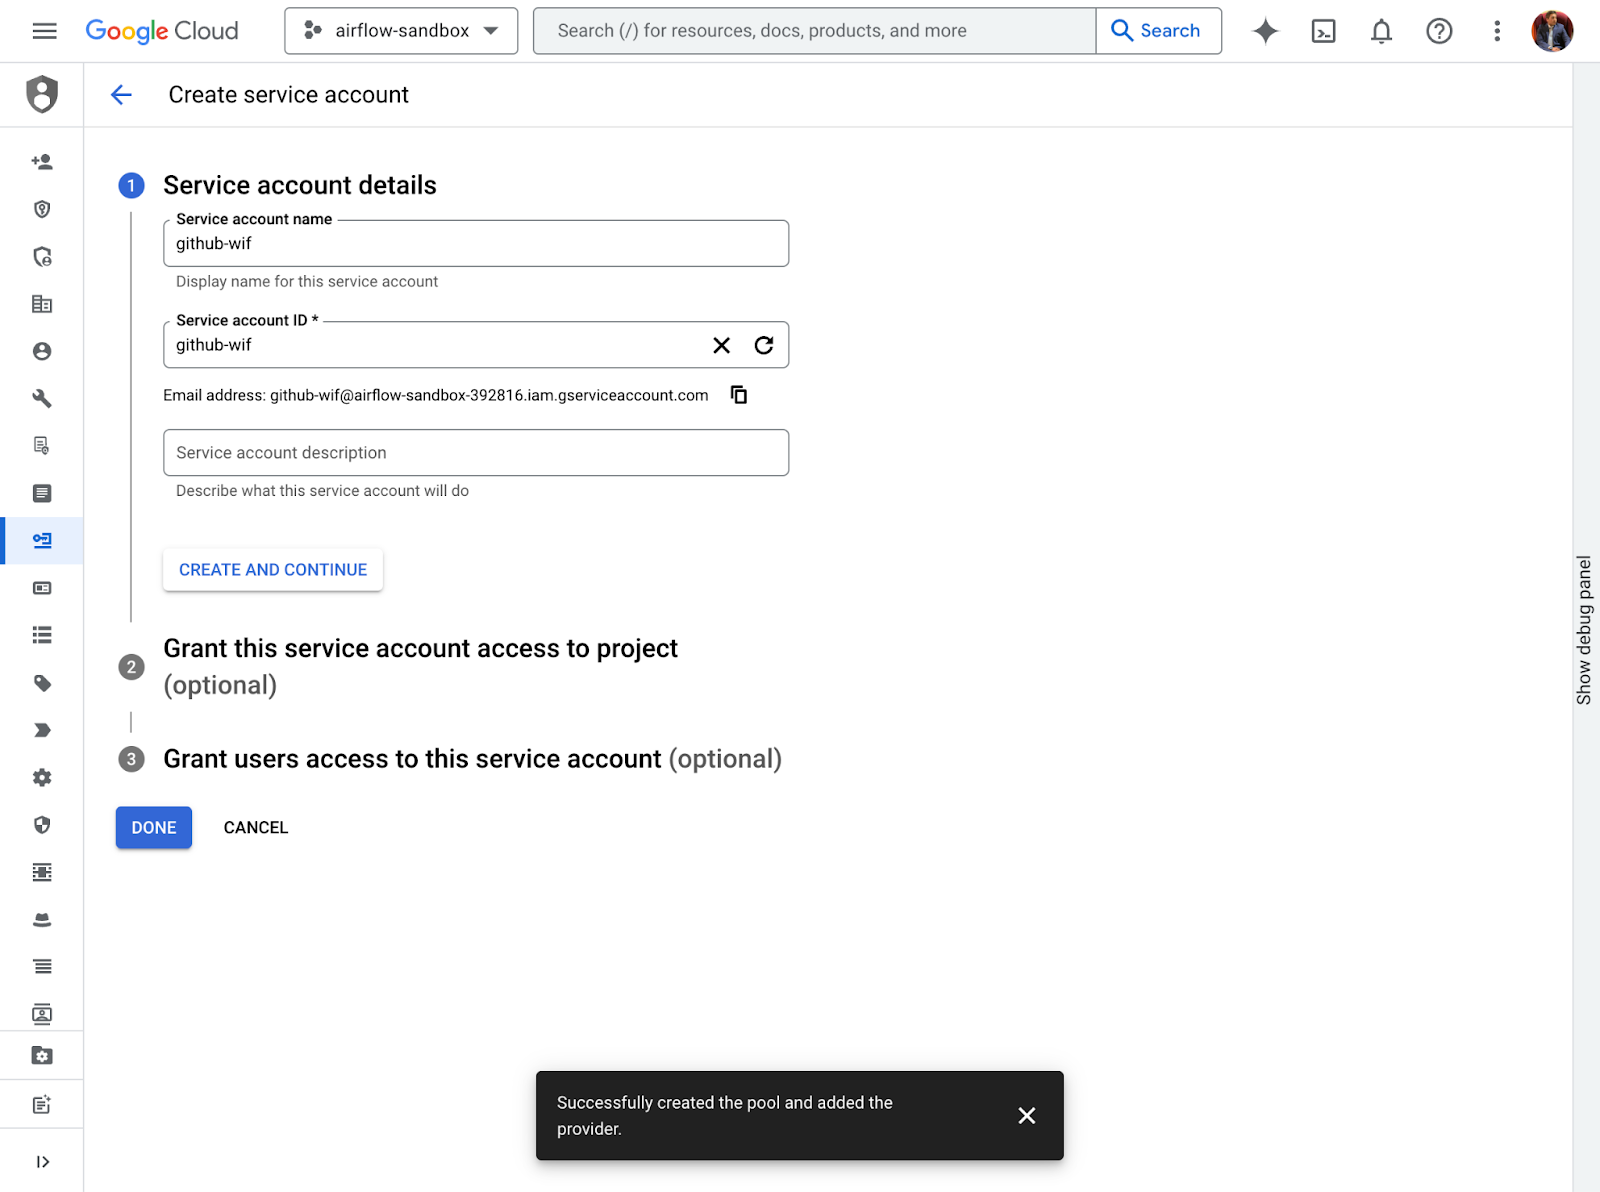 Google Cloud
airflow-sandbox
Search (/) for resources, docs, products, and more
Search
Create service account
1
Service account details
Service account name
github-wif
Display name for this service account
Service account ID *
github-wif
Email address: github-wif@airflow-sandbox-392816.iam.gserviceaccount.com
Service account description
Describe what this service account will do
CREATE AND CONTINUE
2
Grant this service account access to project
(optional)
3
Grant users access to this service account (optional)
DONE
CANCEL
Show debug panel
Successfully created the pool and added the
provider.